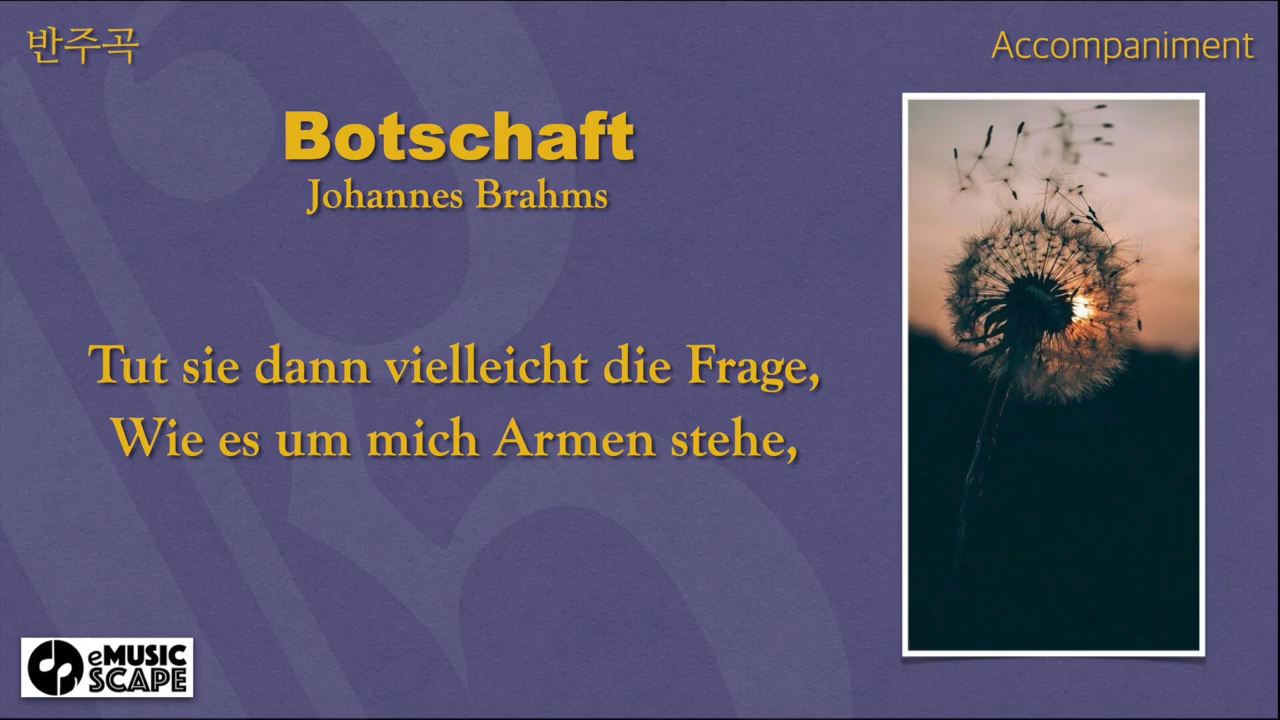 반주곡
Accompaniment
Botschaft
Johannes Brahms
Tut sie dann vielleicht die Frage,
Wie es um mich Armen stehe,
eMUSIC
SCAPE